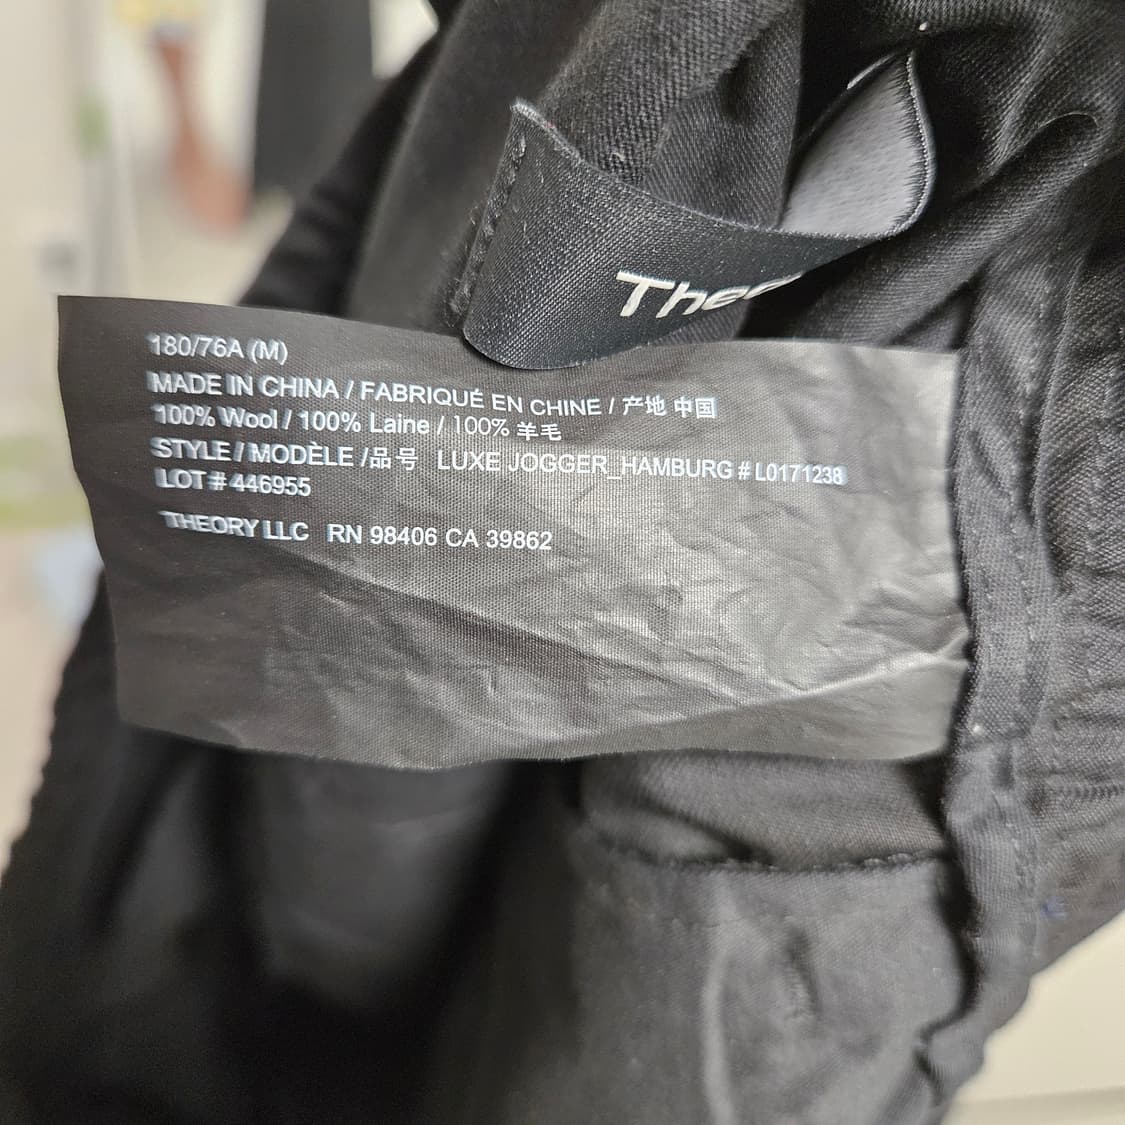 Theory
180/76A (M)
MADE IN CHINA / FABRIQUÉ EN CHINE / 产地 中国
100% Wool / 100% Laine / 100% 羊毛
STYLE / MODÈLE /品号 LUXE JOGGER_HAMBURG # L0171238
LOT # 446955
THEORY LLC RN 98406 CA 39862